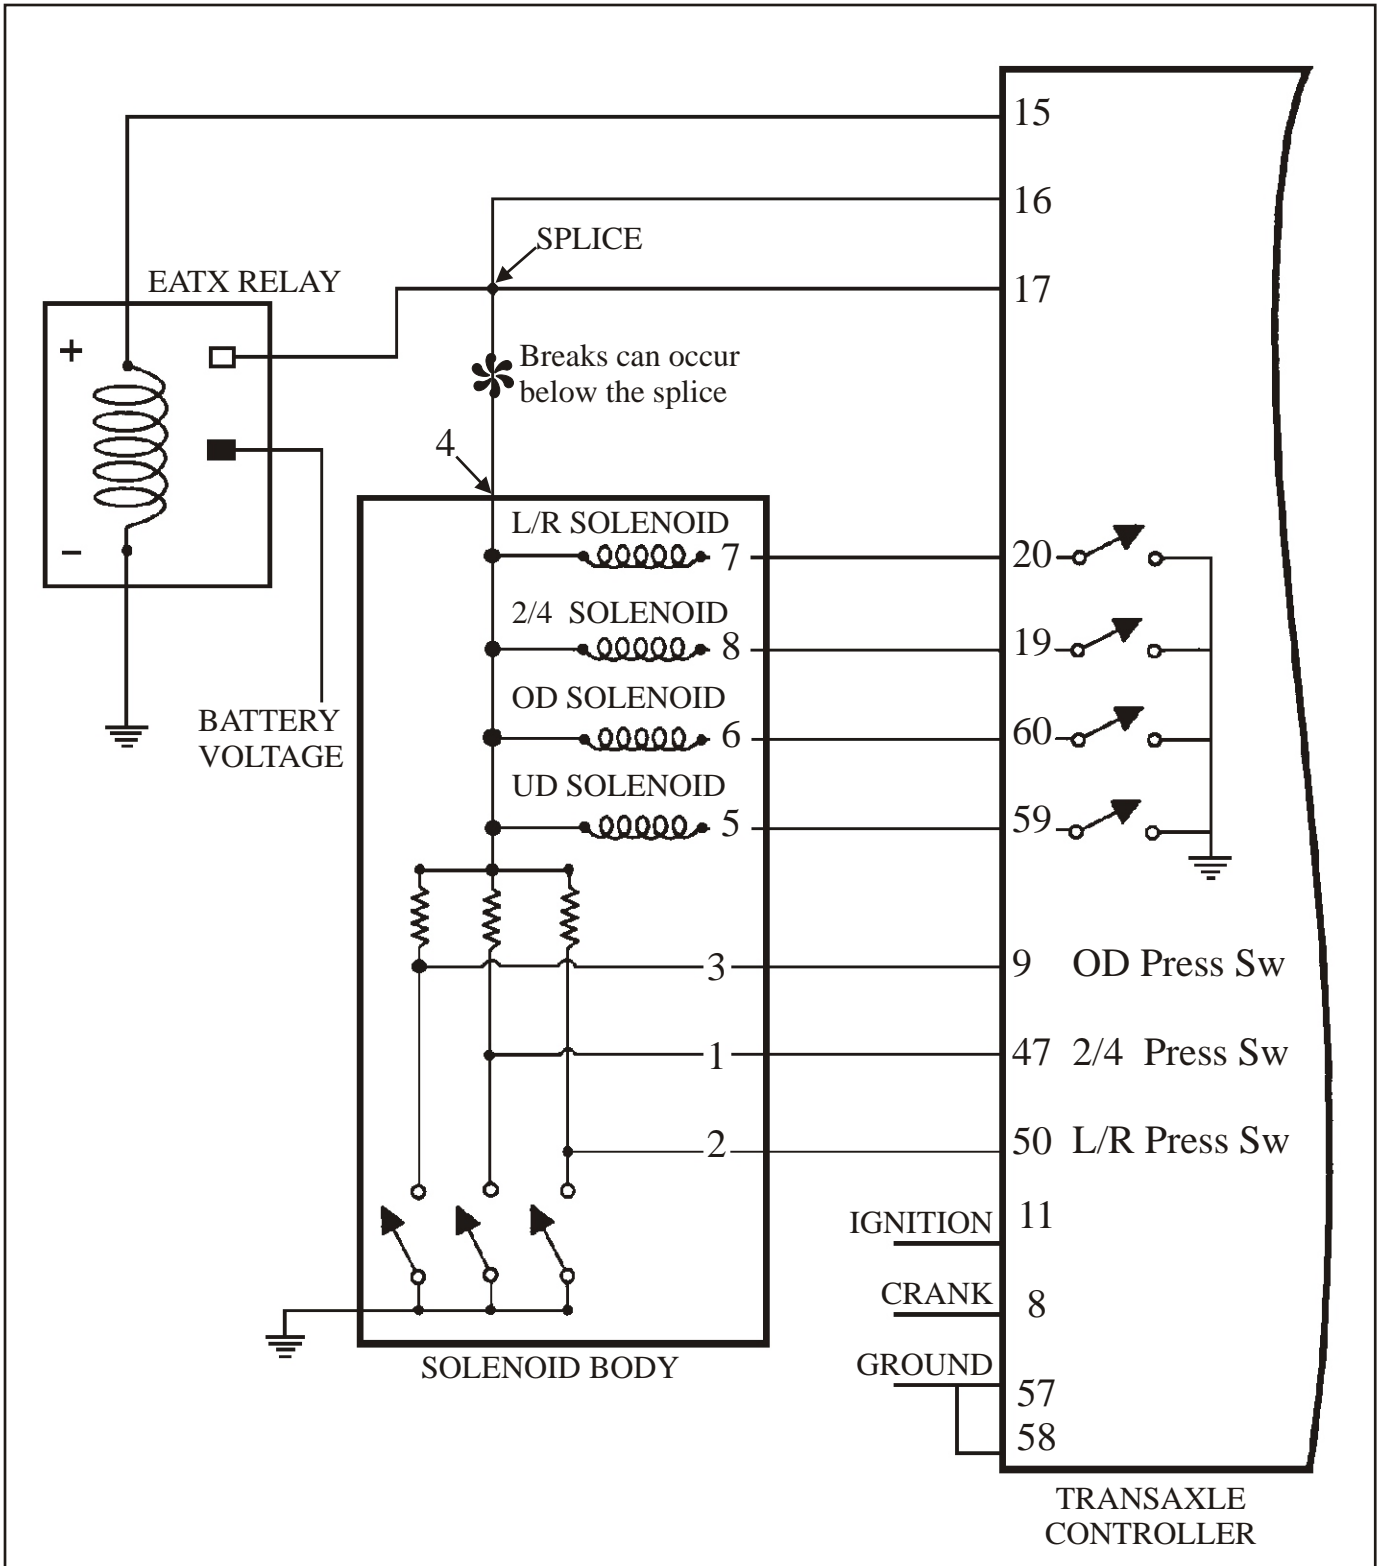 15
16
SPLICE
EATX RELAY
17
+
Breaks can occur
below the splice
4
L/R SOLENOID
7
20
–
2/4 SOLENOID
8
19
OD SOLENOID
6
60
BATTERY
VOLTAGE
UD SOLENOID
5
59
3
9 OD Press Sw
1
47 2/4 Press Sw
2
50 L/R Press Sw
IGNITION
11
CRANK
8
GROUND
57
58
SOLENOID BODY
TRANSAXLE
CONTROLLER